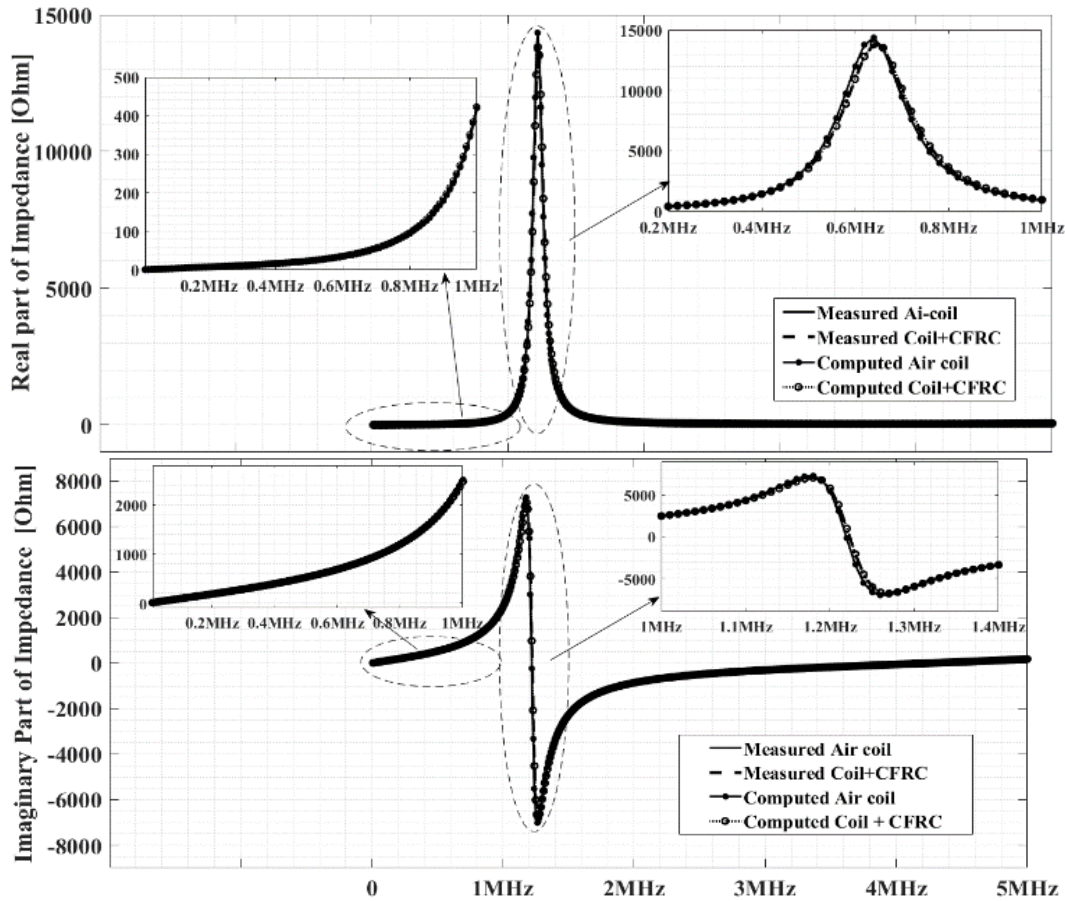 Real part of Impedance [Ohm]
15000
10000
5000
0
500
400
300
200
100
0
0.2MHz 0.4MHz 0.6MHz 0.8MHz 1MHz
15000
10000
5000
0
0.2MHz 0.4MHz 0.6MHz 0.8MHz 1MHz
Measured Ai-coil
Measured Coil+CFRC
Computed Air coil
Computed Coil+CFRC
Imaginary Part of Impedance [Ohm]
8000
6000
4000
2000
0
-2000
-4000
-6000
-8000
2000
1000
0
0.2MHz 0.4MHz 0.6MHz 0.8MHz 1MHz
5000
0
-5000
1MHz 1.1MHz 1.2MHz 1.3MHz 1.4MHz
Measured Air coil
Measured Coil+CFRC
Computed Air coil
Computed Coil + CFRC
0 1MHz 2MHz 3MHz 4MHz 5MHz